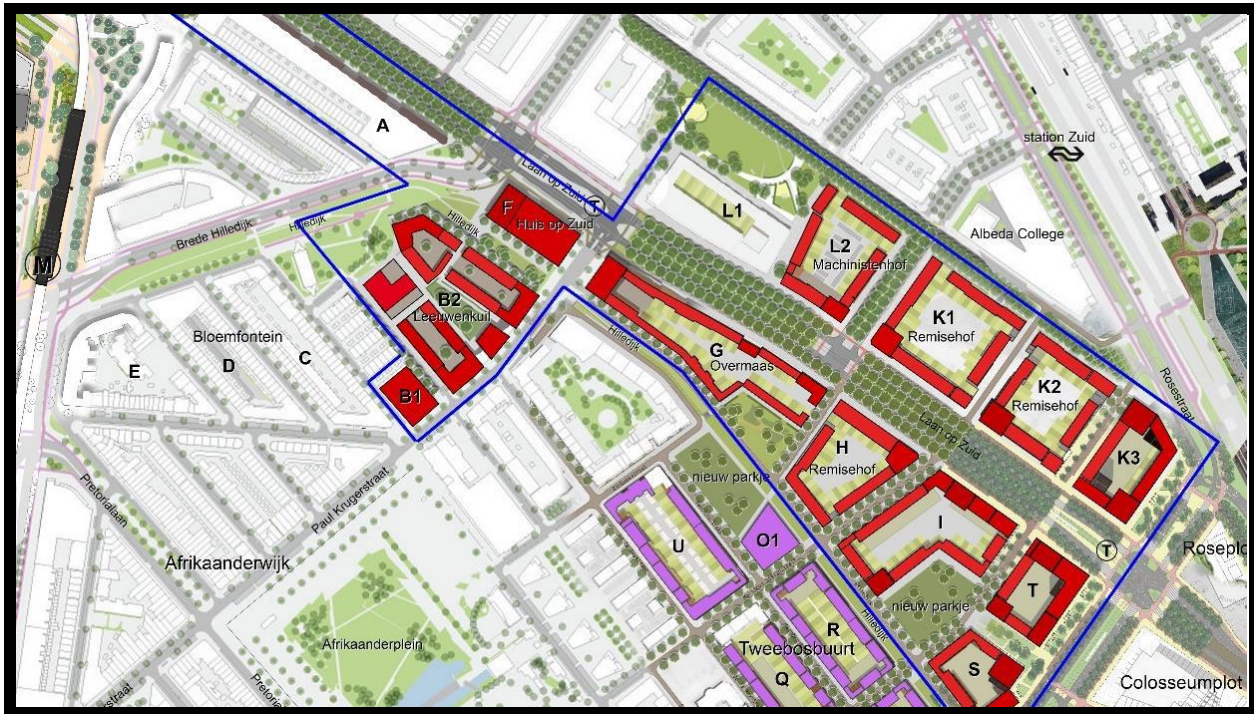 A
Laan op Zuid
T
station Zuid
F
Huis op Zuid
L1
Hilledijk
Hilledijk
Brede Hilledijk
Albeda College
L2
Machinistenhof
M
B2
Leeuwenkuil
K1
Remisehof
Bloemfontein
C
D
E
Hilledijk
G
Overmaas
Rosestraat
K2
Remisehof
B1
Laan op Zuid
H
Remisehof
K3
Pretorialaan
Paul Krugerstraat
nieuw parkje
I
T
Roseplo
U
O1
Afrikaanderwijk
nieuw parkje
T
Hilledijk
R
Afrikaanderplein
Tweebosbuurt
Q
S
Colosseumplot
straat
Pretor